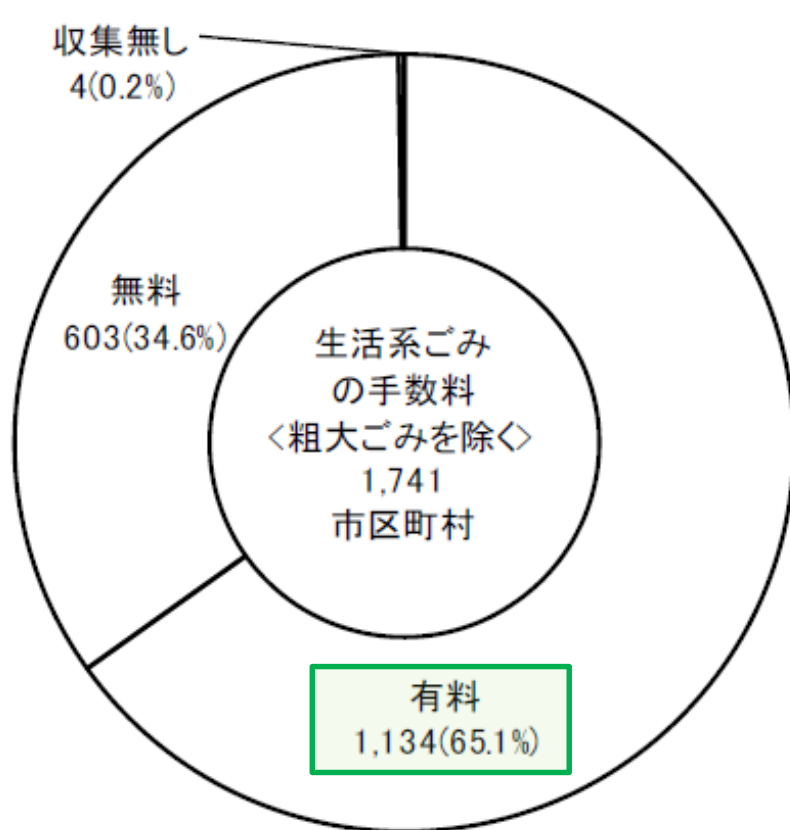 収集無し
4(0.2%)
無料
603(34.6%)
生活系ごみ
の手数料
<粗大ごみを除く>
1,741
市区町村
有料
1,134(65.1%)